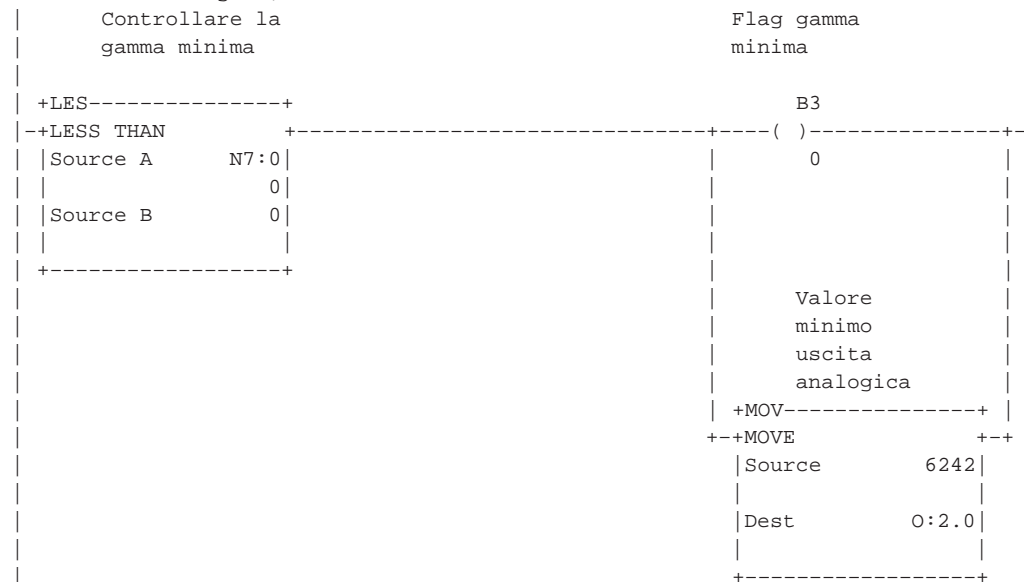 Controllare la Flag gamma
gamma minima minima
+LES---------------+ B3
-+LESS THAN +--------------------------------+----( )---------------+-
|Source A N7:0| | 0 |
| 0|
|Source B 0|
+------------------+
Valore
minimo
uscita
analogica
+MOV---------------+
+-+MOVE +-+
|Source 6242|
|Dest O:2.0|
+------------------+